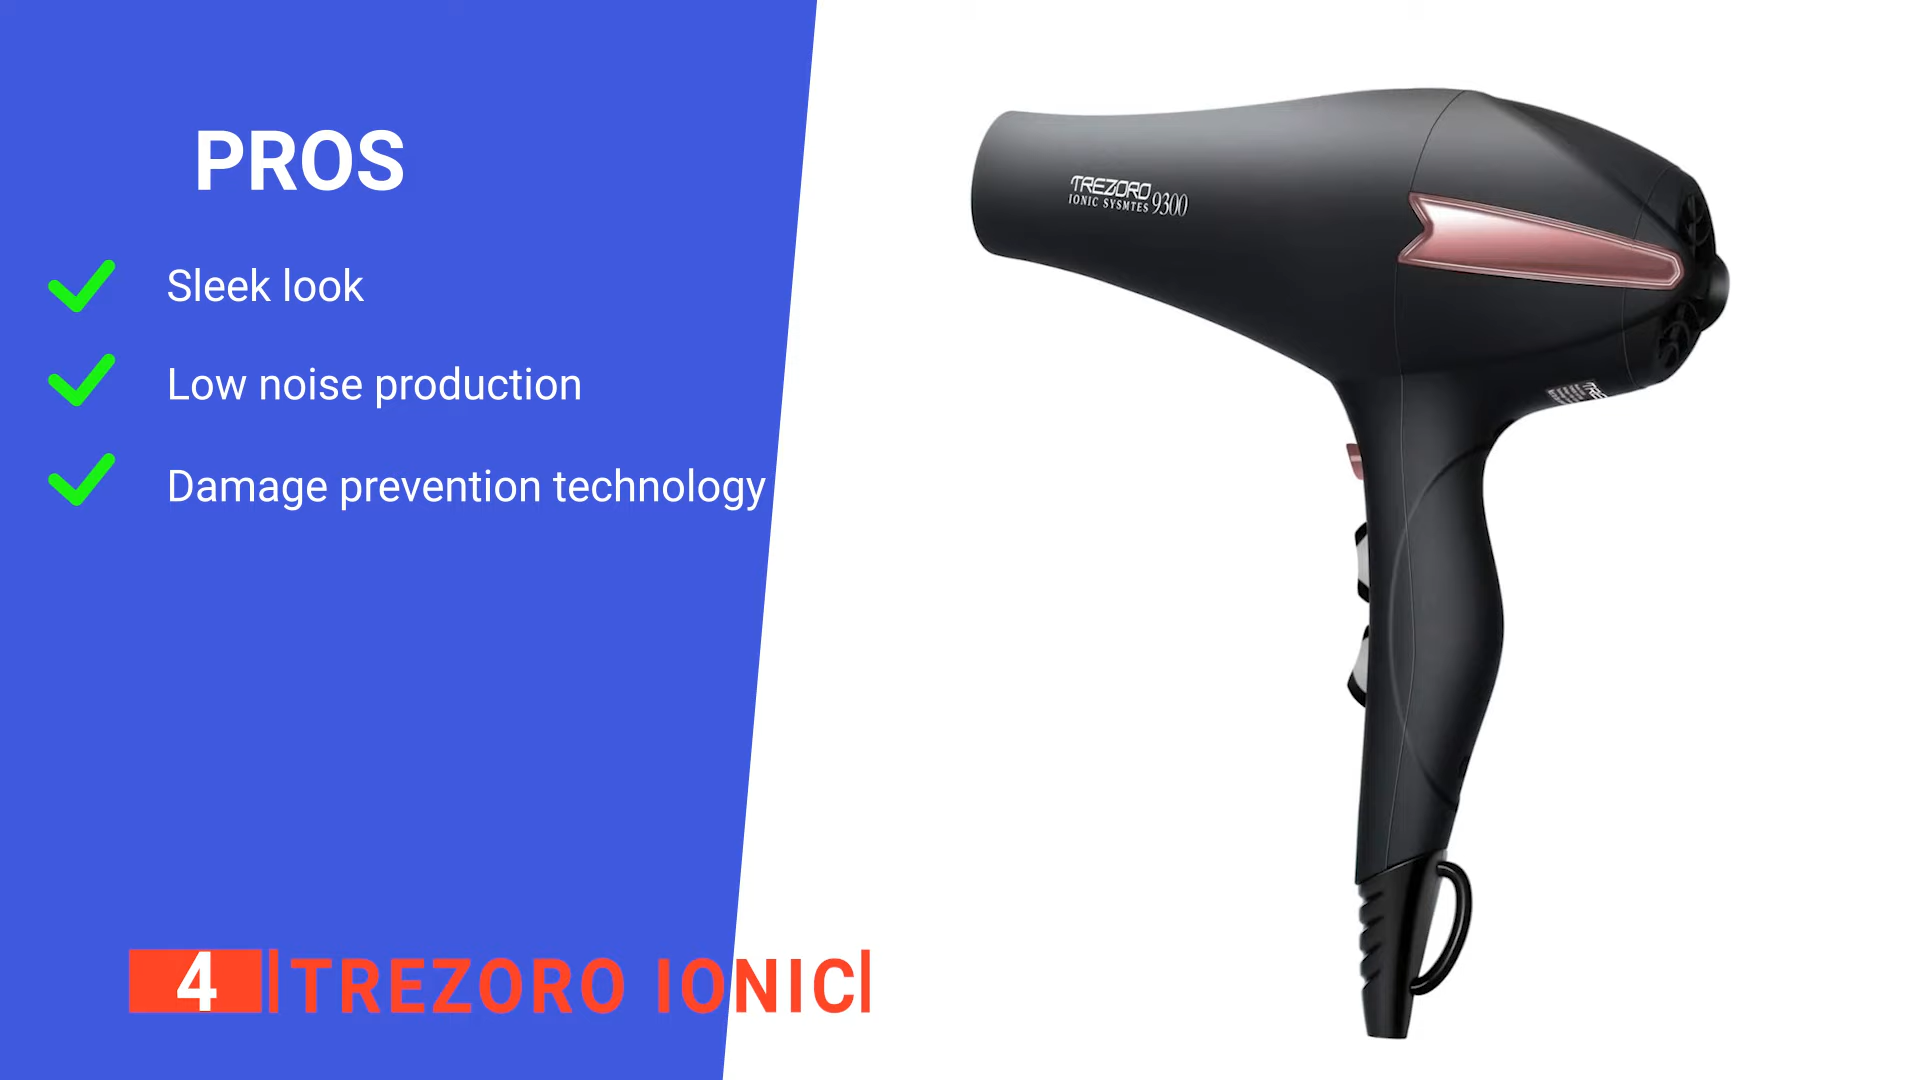 PROS
Sleek look
Low noise production
Damage prevention technology
TREZORO
IONIC SYSMTES 9300
4 TREZORO IONIC